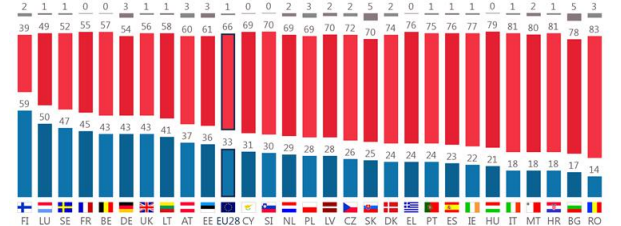 2 1 1 0 0 3 1 1 3 3 1 0 0 2 3 2 2 5 2 0 1 1 1 0 1 2 1 5 3
39 49 52 55 57 54 56 58 60 61 66 69 70 69 69 70 72 70 74 76 75 76 77 79 81 80 81 78 83
59 50 47 45 43 43 43 41 37 36 33 31 30 29 28 28 26 25 24 24 24 23 22 21 18 18 18 17 14
FI LU SE FR BE DE UK LT AT EE EU28 CY SI NL PL LV CZ SK DK EL PT ES IE HU IT MT HR BG RO